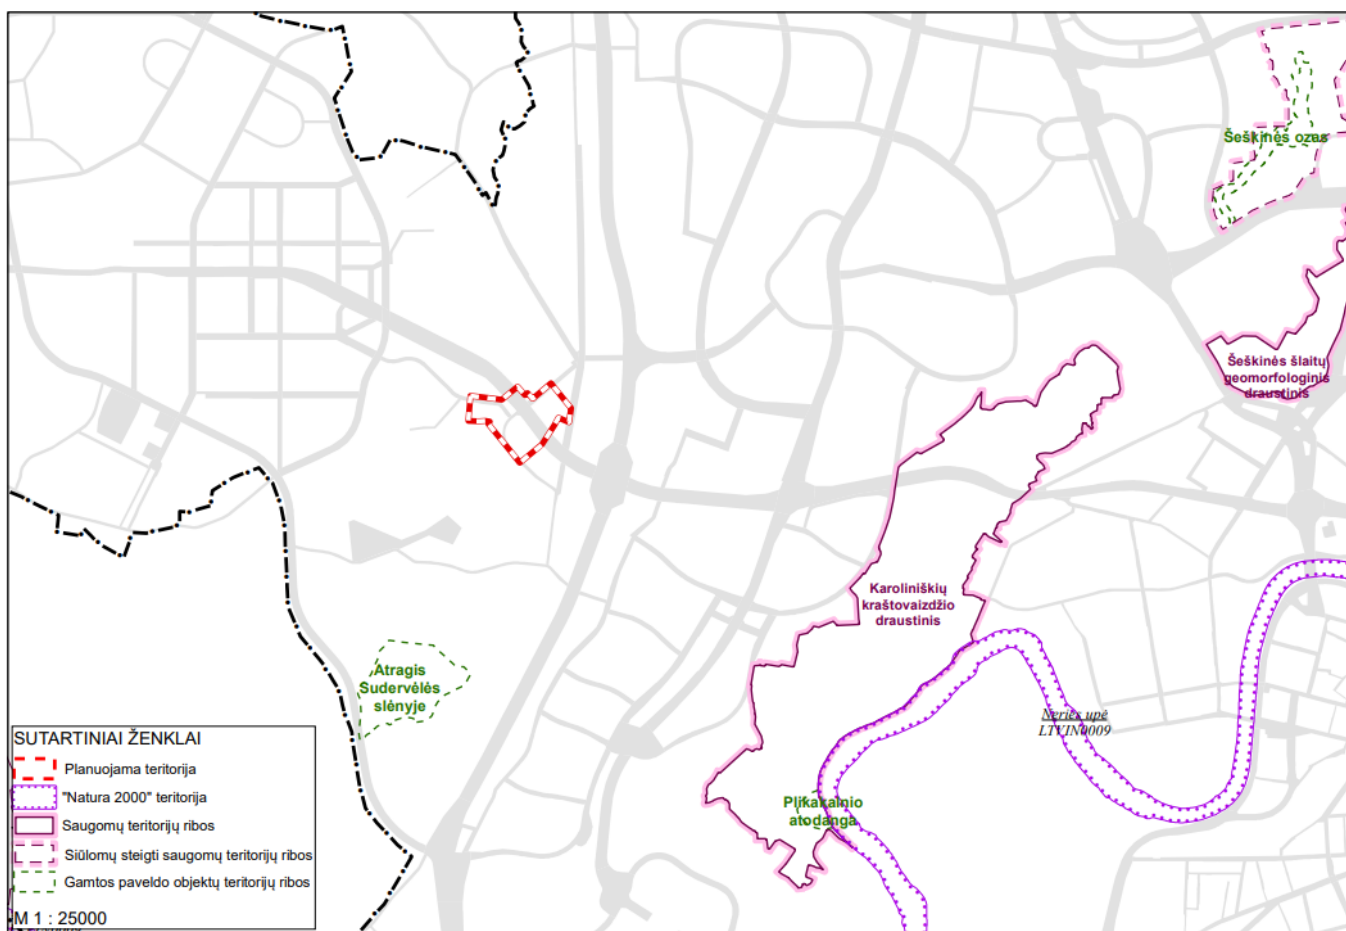 Šeškinės ozas
Šeškinės šlaitų
geomorfologinis
draustinis
Karoliniškių
kraštovaizdžio
draustinis
Atragis
Sudervėlės
slėnyje
Neries upė
LTVIN0009
Plikakalnio
atodanga
SUTARTINIAI ŽENKLAI
Planuojama teritorija
"Natura 2000" teritorija
Saugomų teritorijų ribos
Siūlomų steigti saugomų teritorijų ribos
Gamtos paveldo objektų teritorijų ribos
M 1 : 25000